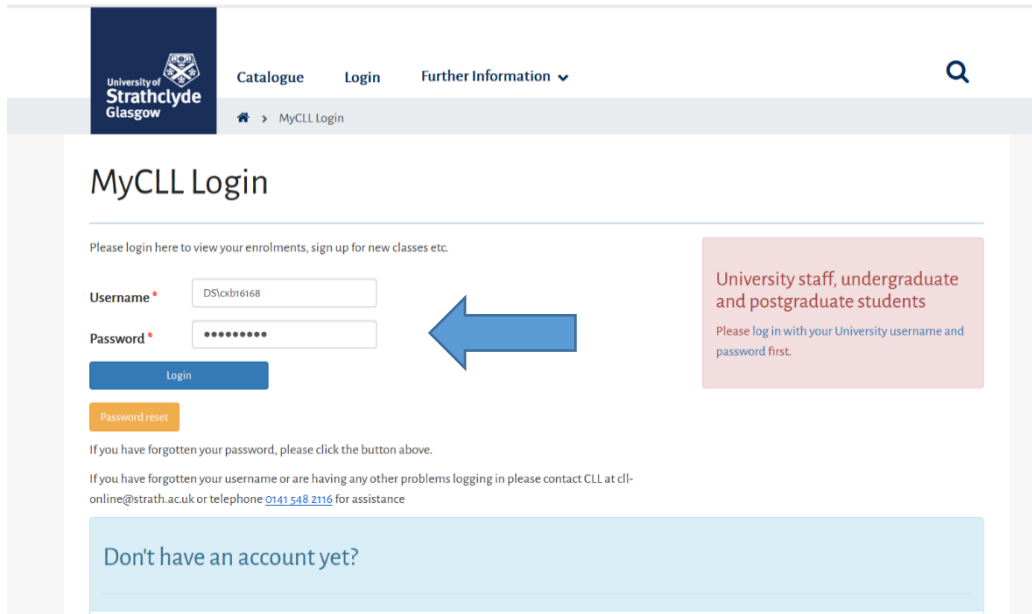 University of
Strathclyde
Glasgow
Catalogue Login Further Information
> MyCLL Login
MyCLL Login
Please login here to view your enrolments, sign up for new classes etc.
Username * DS\cxb16168
Password * •••••••••
Login
Password reset
If you have forgotten your password, please click the button above.
If you have forgotten your username or are having any other problems logging in please contact CLL at cll-
online@strath.ac.uk or telephone 0141 548 2116 for assistance
University staff, undergraduate
and postgraduate students
Please log in with your University username and
password first.
Don't have an account yet?